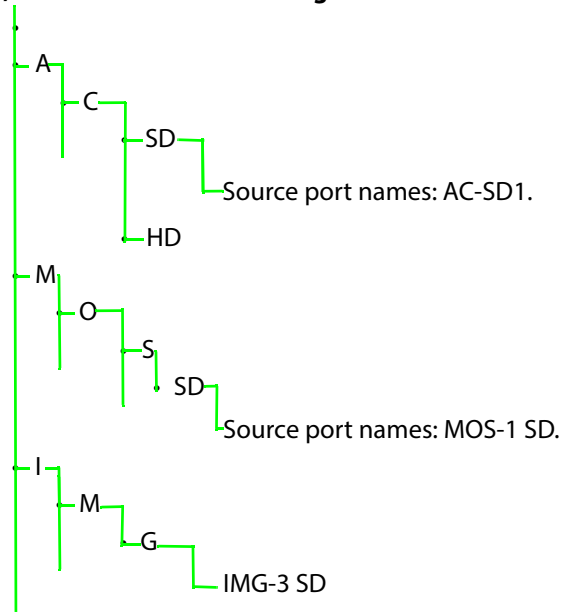 A
C
SD
Source port names: AC-SD1.
HD
M
O
S
SD
Source port names: MOS-1 SD.
I
M
G
IMG-3 SD